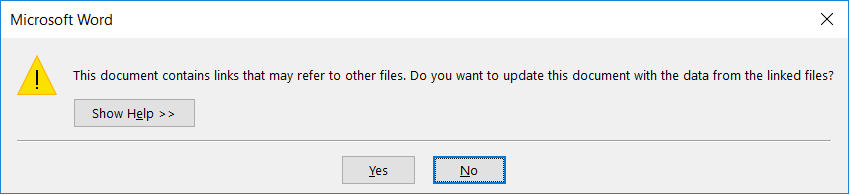 Microsoft Word
This document contains links that may refer to other files. Do you want to update this document with the data from the linked files?
Show Help >>
Yes
No